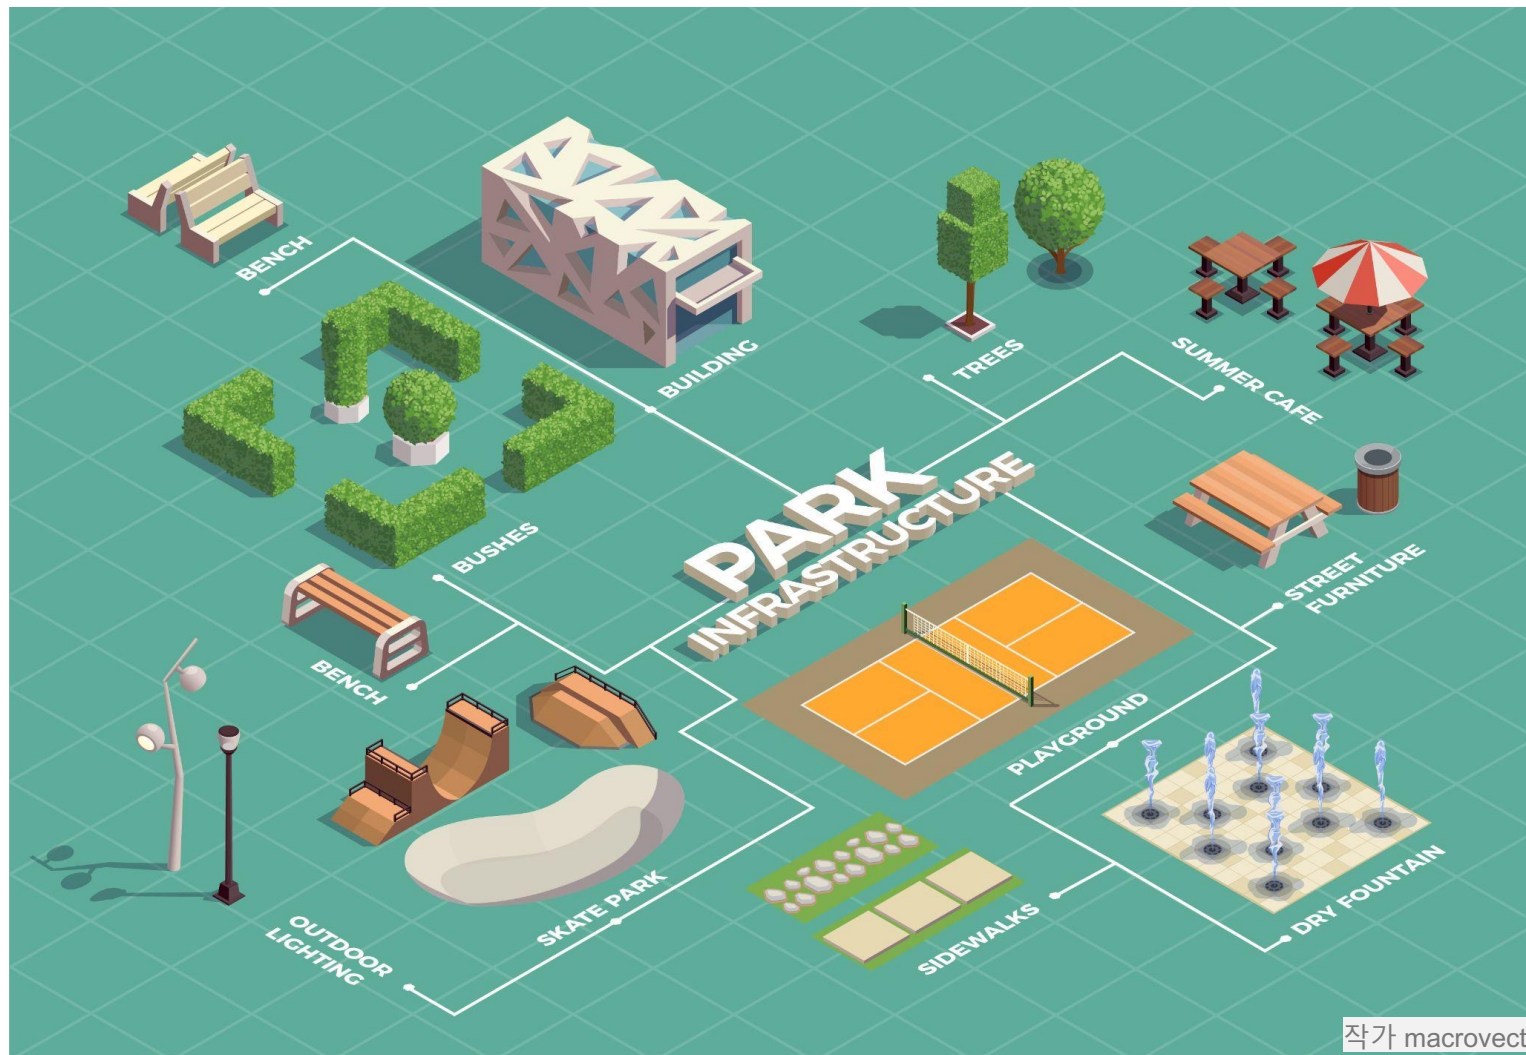 BENCH
BUILDING
TREES
SUMMER CAFE
PARK
INFRASTRUCTURE
BUSHES
STREET
FURNITURE
BENCH
PLAYGROUND
SKATE PARK
SIDEWALKS
DRY FOUNTAIN
OUTDOOR
LIGHTING
작가 macrovect